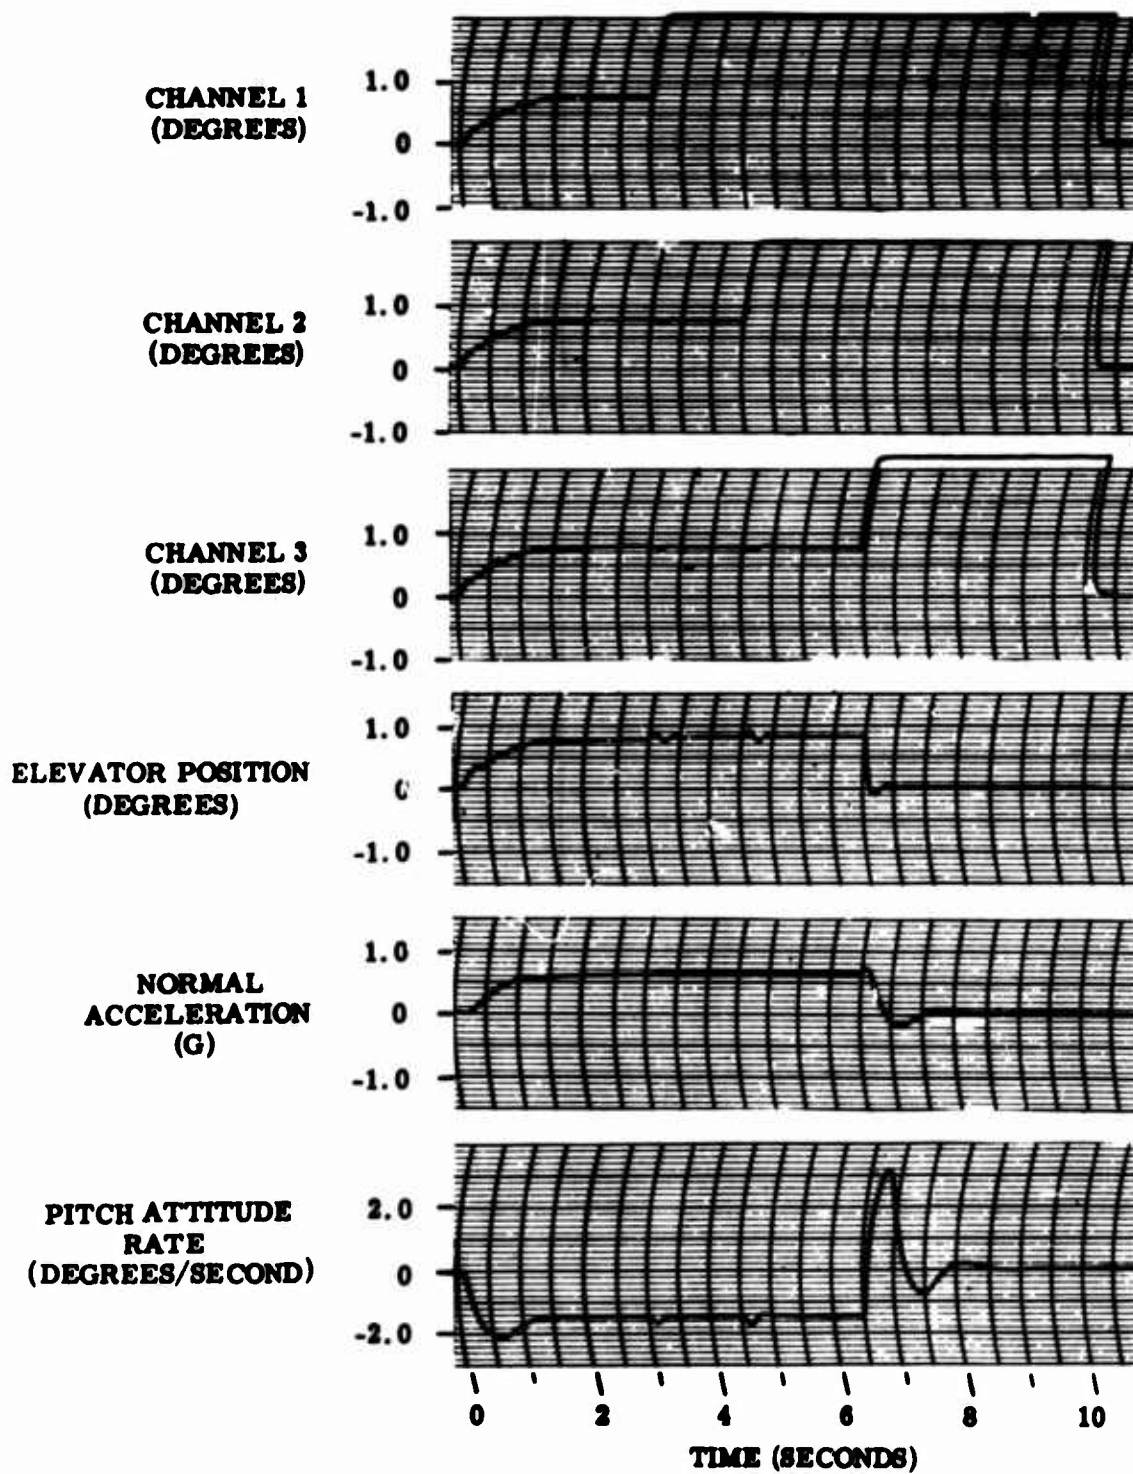 CHANNEL 1
(DEGREES)
1.0
0
-1.0
CHANNEL 2
(DEGREES)
1.0
0
-1.0
CHANNEL 3
(DEGREES)
1.0
0
-1.0
ELEVATOR POSITION
(DEGREES)
1.0
0
-1.0
NORMAL
ACCELERATION
(G)
1.0
0
-1.0
PITCH ATTITUDE
RATE
(DEGREES/SECOND)
2.0
0
-2.0
0 2 4 6 8 10
TIME (SECONDS)